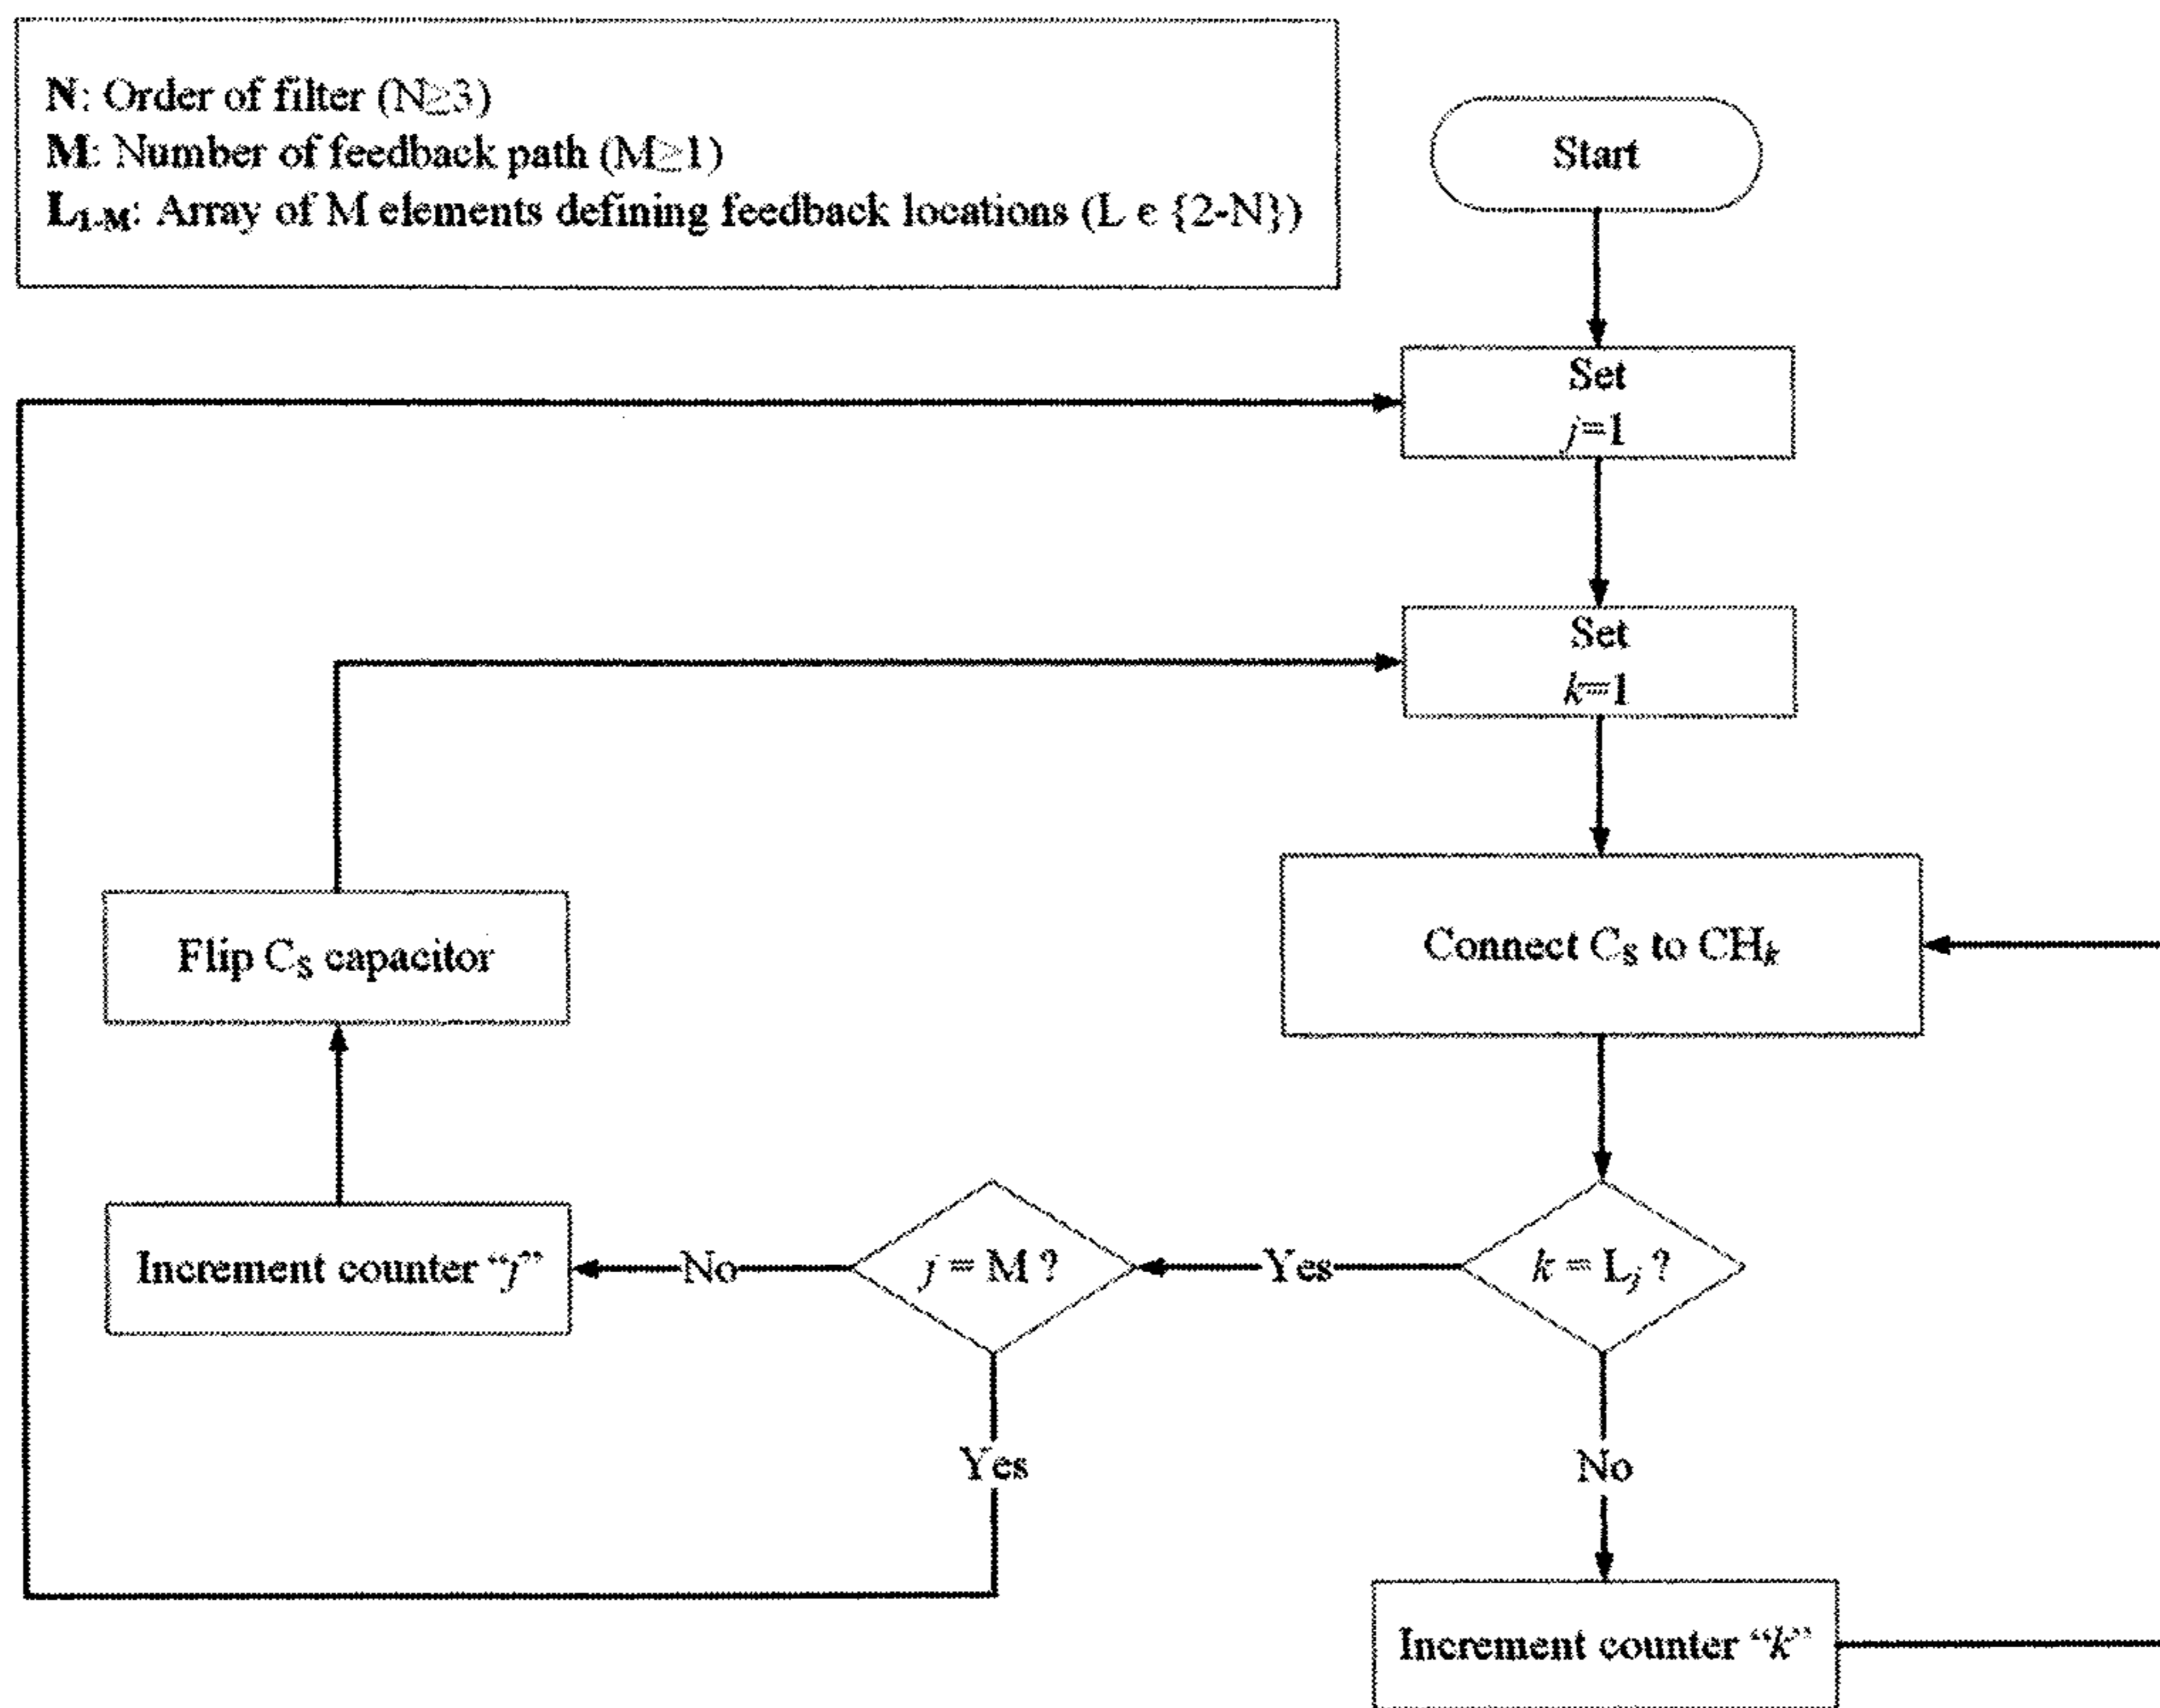 N: Order of filter (N≥3)
M: Number of feedback path (M≥1)
L1-M: Array of M elements defining feedback locations (L e {2-N})
Start
Set
j=1
Set
k=1
Connect CS to CHk
Flip CS capacitor
k = Lj ?
Yes
j = M ?
No
Increment counter “j”
Yes
No
Increment counter “k”